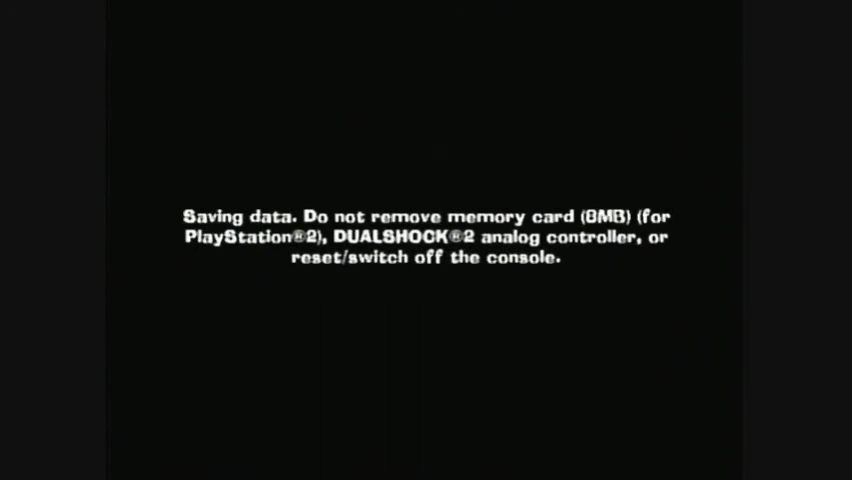 Saving data. Do not remove memory card (8MB) (for
PlayStation®2), DUALSHOCK®2 analog controller, or
reset/switch off the console.